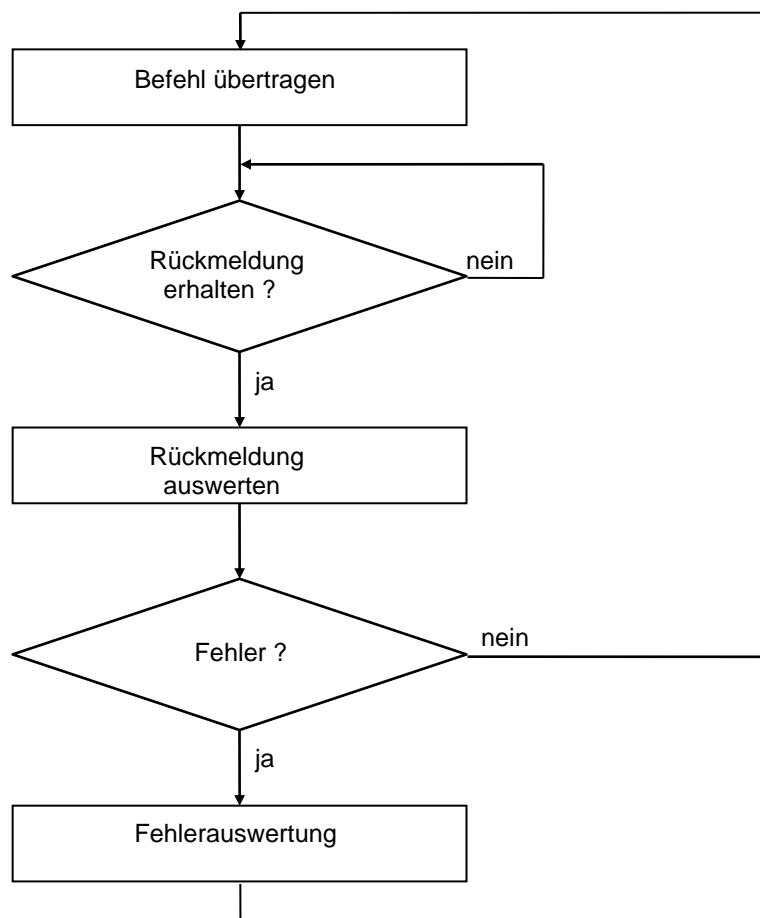 Befehl übertragen
Rückmeldung
erhalten ?
nein
ja
Rückmeldung
auswerten
Fehler ?
nein
ja
Fehlerauswertung